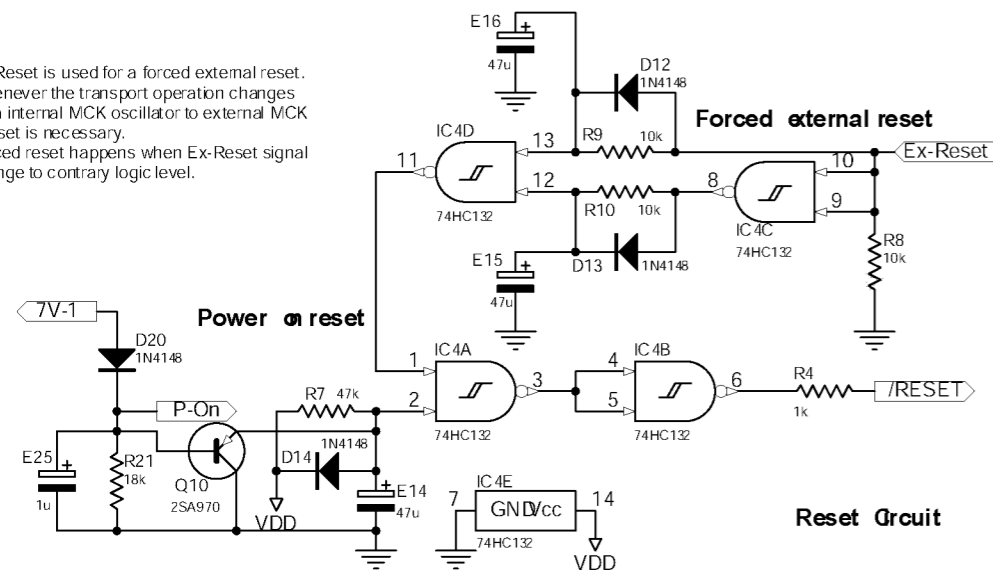 Reset is used for a forced external reset.
never the transport operation changes
internal MCK oscillator to external MCK
set is necessary.
ced reset happens when Ex-Reset signal
nge to contrary logic level.
E16
47u
D12
1N4148
Forced external reset
Ex-Reset
IC4D
11
13
R9
10k
12
R10
10k
74HC132
8
10
9
IC4C
74HC132
R8
10k
E15
47u
D13
1N4148
7V-1
Power on reset
D20
1N4148
P-On
R7
47k
IC4A
1
2
3
74HC132
IC4B
4
5
6
74HC132
R4
1k
/RESET
E25
1u
R21
18k
Q10
2SA970
D14
1N4148
VDD
E14
47u
IC4E
7
GND
Vcc
14
74HC132
VDD
Reset Circuit